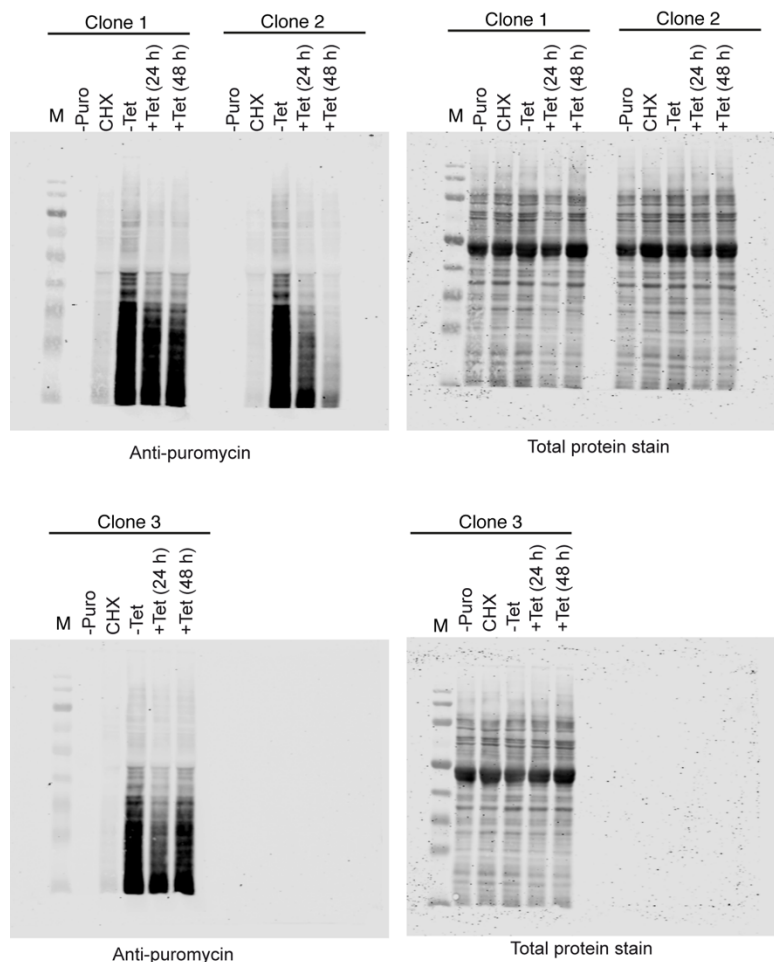 Clone 1
Clone 2
M -Puro CHX -Tet +Tet (24 h) +Tet (48 h) -Puro CHX -Tet +Tet (24 h) +Tet (48 h)
Anti-puromycin
Clone 1
Clone 2
M -Puro CHX -Tet +Tet (24 h) +Tet (48 h) -Puro CHX -Tet +Tet (24 h) +Tet (48 h)
Total protein stain
Clone 3
M -Puro CHX -Tet +Tet (24 h) +Tet (48 h)
Anti-puromycin
Clone 3
M -Puro CHX -Tet +Tet (24 h) +Tet (48 h)
Total protein stain